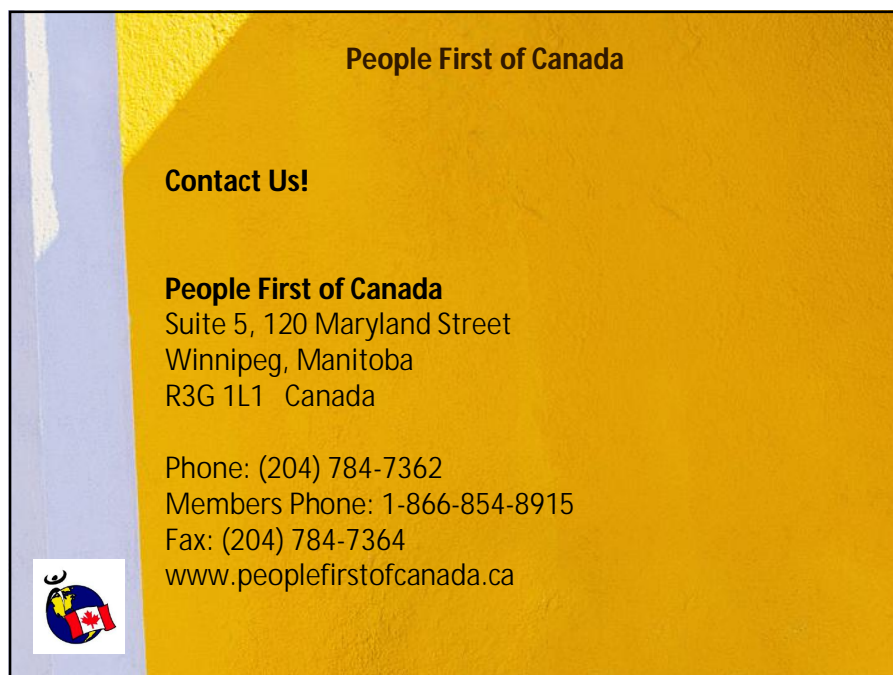 People First of Canada
Contact Us!
People First of Canada
Suite 5, 120 Maryland Street
Winnipeg, Manitoba
R3G 1L1   Canada
Phone: (204) 784-7362
Members Phone: 1-866-854-8915
Fax: (204) 784-7364
www.peoplefirstofcanada.ca